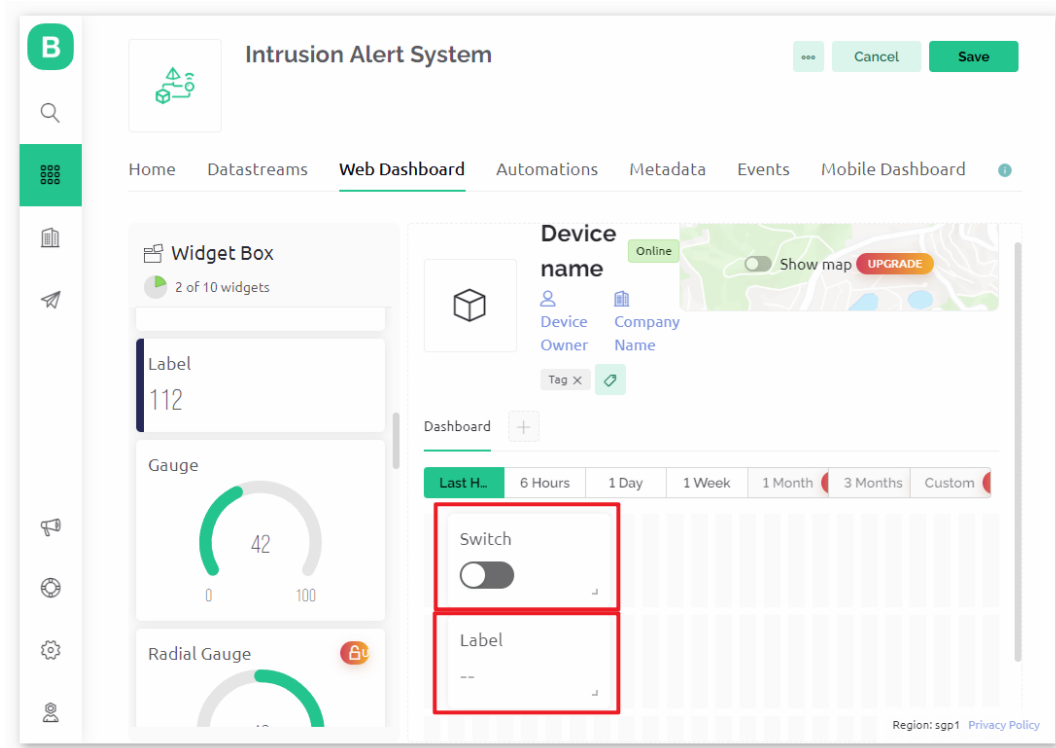 B
Intrusion Alert System
Cancel
Save
Home Datastreams Web Dashboard Automations Metadata Events Mobile Dashboard
Widget Box
2 of 10 widgets
Label
112
Gauge
42
0 100
Radial Gauge
Device name
Online
Show map UPGRADE
Device Owner
Company Name
Tag
Dashboard
Last H... 6 Hours 1 Day 1 Week 1 Month 3 Months Custom
Switch
Label
--
Region: sgp1 Privacy Policy